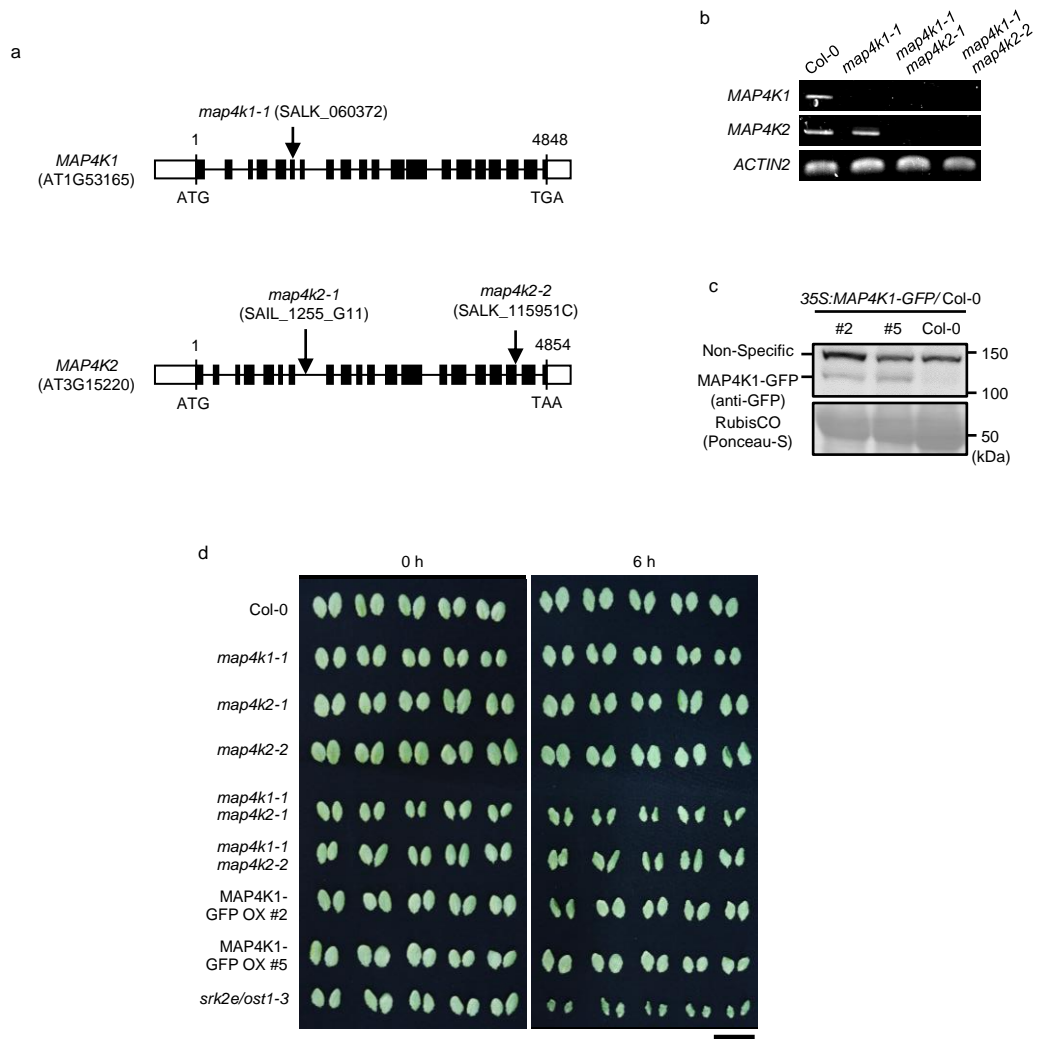 a
map4k1-1 (SALK_060372)
1
4848
MAP4K1
(AT1G53165)
ATG
TGA
map4k2-1
(SAIL_1255_G11)
map4k2-2
(SALK_115951C)
1
4854
MAP4K2
(AT3G15220)
ATG
TAA
b
Col-0
map4k1-1
map4k1-1
map4k2-1
map4k1-1
map4k2-2
MAP4K1
MAP4K2
ACTIN2
c
35S:MAP4K1-GFP/Col-0
#2 #5 Col-0
Non-Specific
150
MAP4K1-GFP
(anti-GFP)
100
RubisCO
(Ponceau-S)
50
(kDa)
d
0 h
6 h
Col-0
map4k1-1
map4k2-1
map4k2-2
map4k1-1
map4k2-1
map4k1-1
map4k2-2
MAP4K1-
GFP OX #2
MAP4K1-
GFP OX #5
srk2e/ost1-3